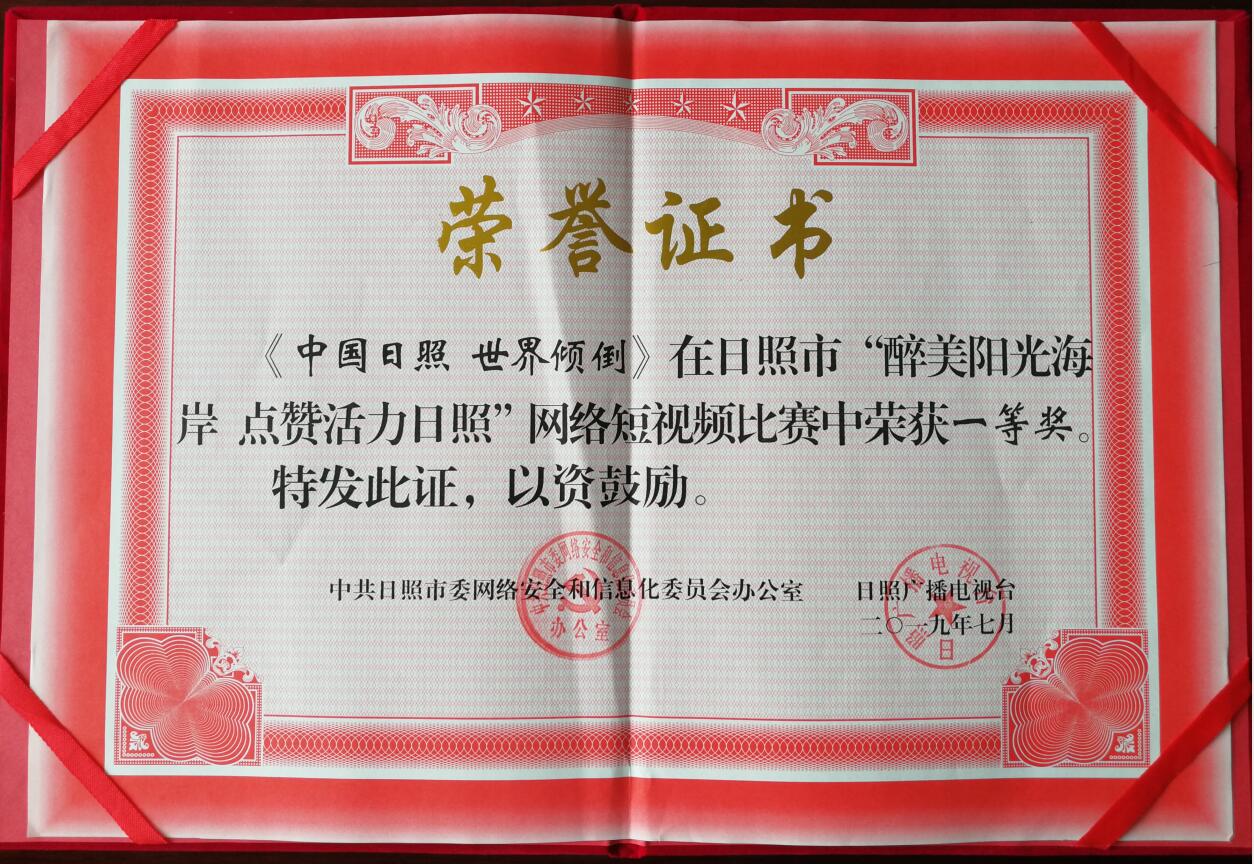 荣誉证书
《中国日照 世界倾倒》在日照市“醉美阳光海
岸 点赞活力日照”网络短视频比赛中荣获一等奖。
特发此证，以资鼓励。
中共日照市委网络安全和信息化委员会办公室 日照广播电视台
二〇一九年七月
办公室